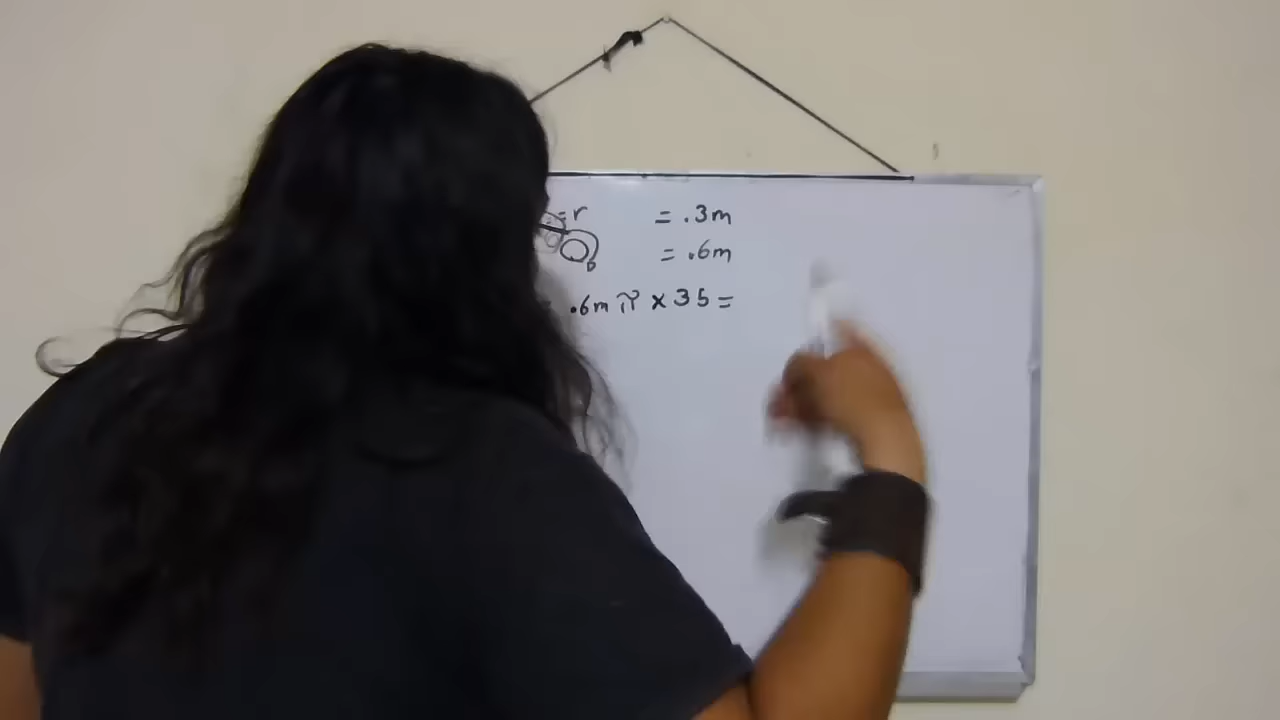 =r = .3m
= .6m
.6m π x 35 =